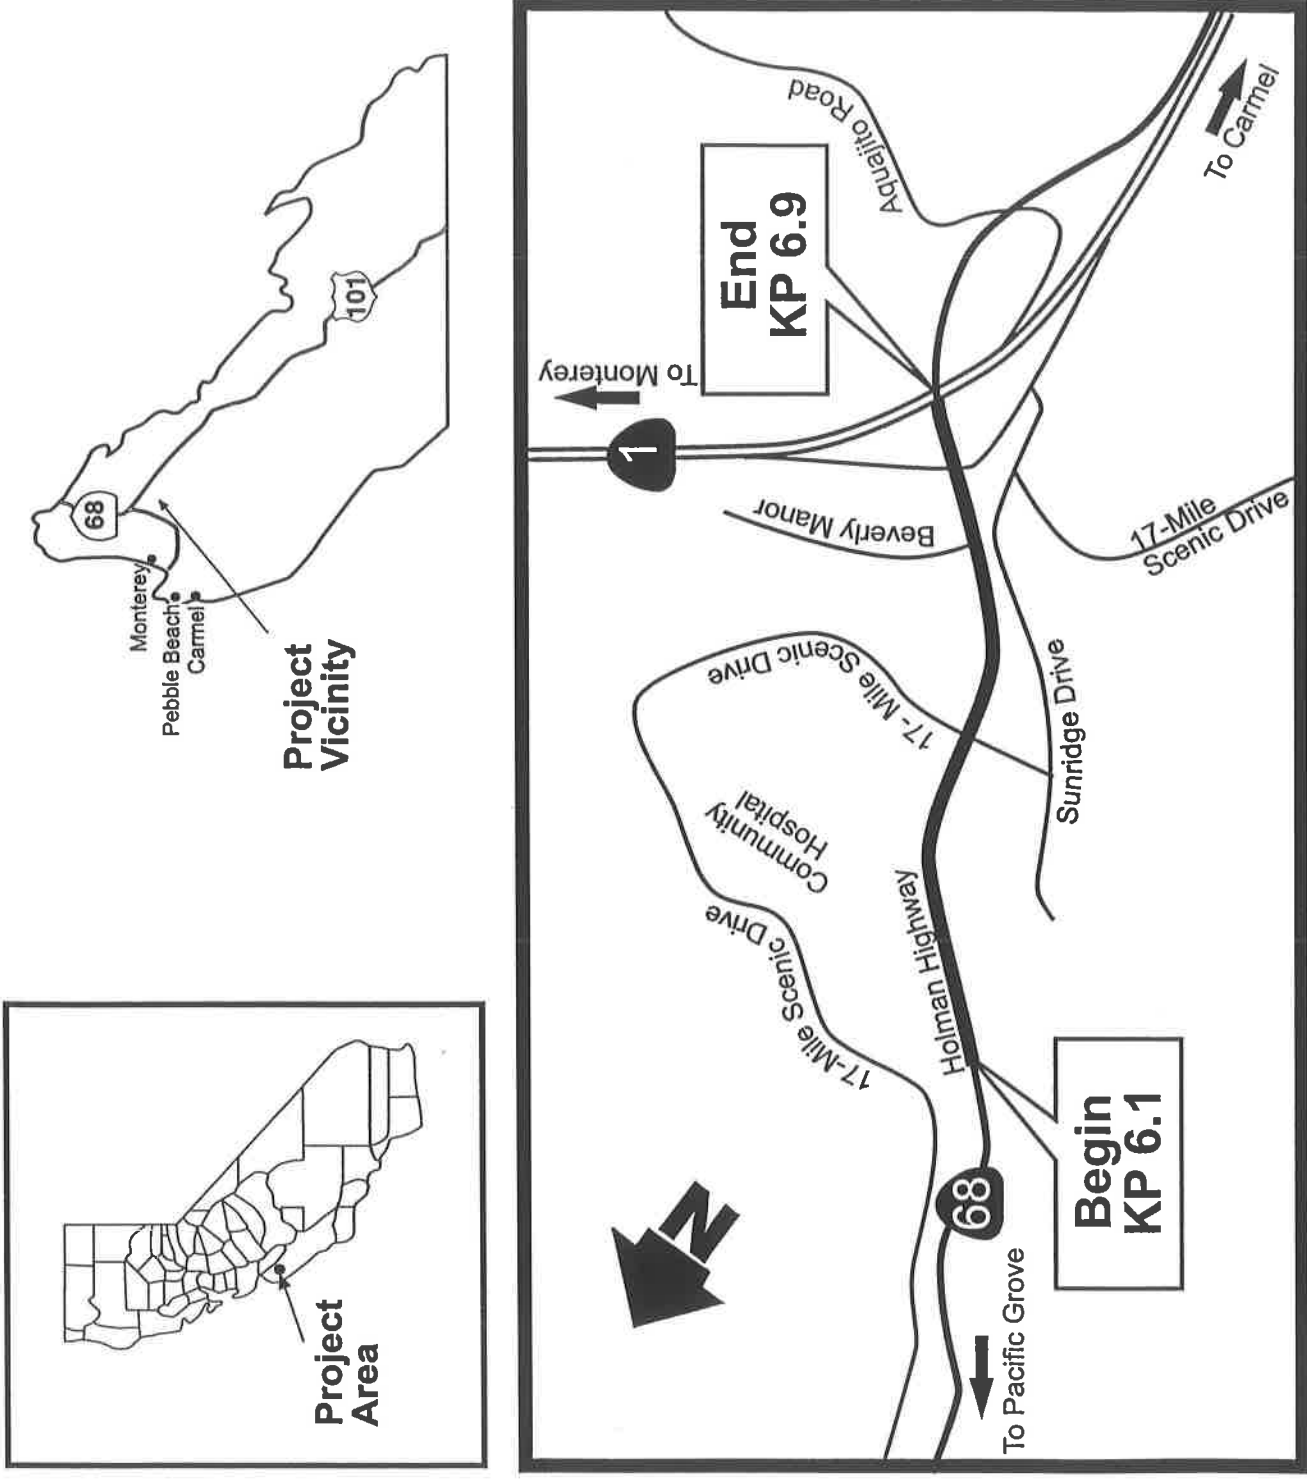 Project
Area
68
Monterey
Pebble Beach
Carmel
101
Project
Vicinity
To Pacific Grove
68
Begin
KP 6.1
Holman Highway
17-Mile Scenic Drive
Community
Hospital
17- Mile Scenic Drive
Sunridge Drive
Beverly Manor
17-Mile
Scenic Drive
1
To Monterey
End
KP 6.9
Aquajito Road
To Carmel
N